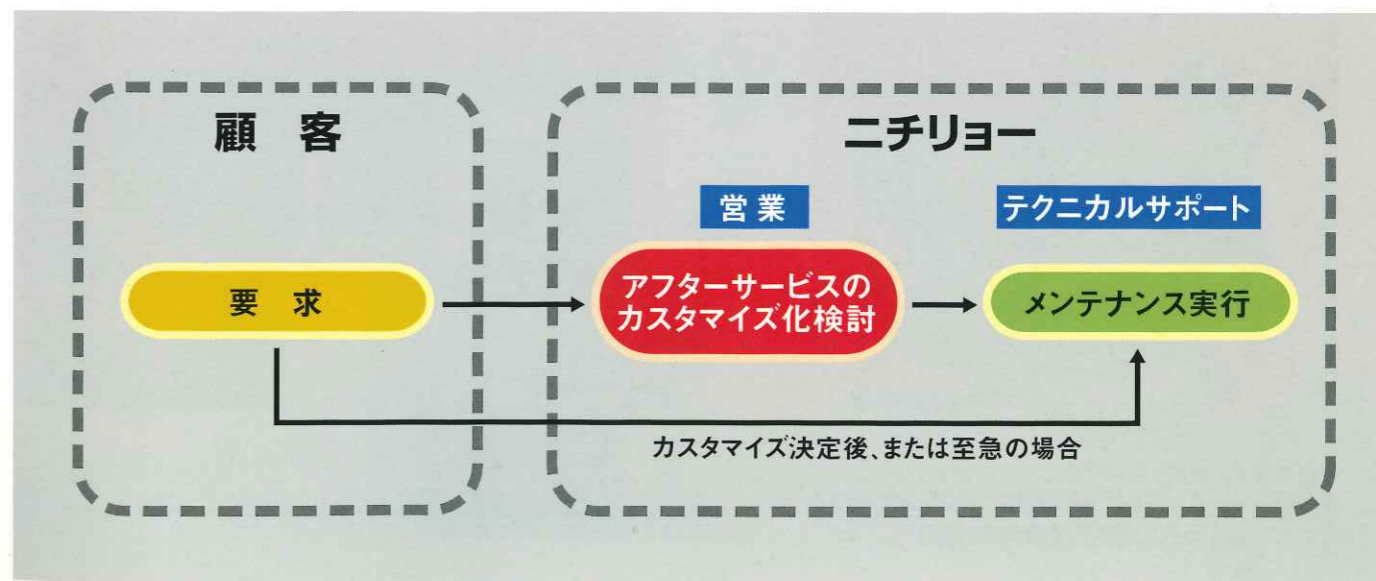 顧 客
ニチリョー
営業
テクニカルサポート
要 求
アフターサービスの
カスタマイズ化検討
メンテナンス実行
カスタマイズ決定後、または至急の場合